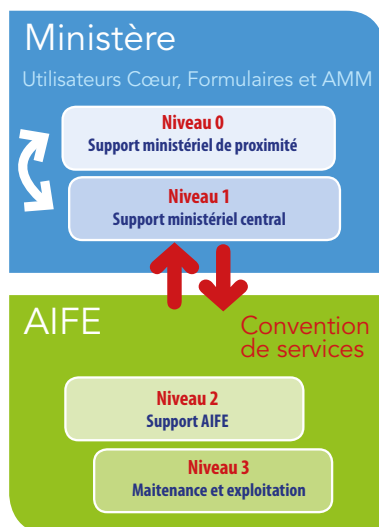 Ministère
Utilisateurs Cœur, Formulaires et AMM
Niveau 0
Support ministériel de proximité
Niveau 1
Support ministériel central
AIFE
Convention
de services
Niveau 2
Support AIFE
Niveau 3
Maitenance et exploitation